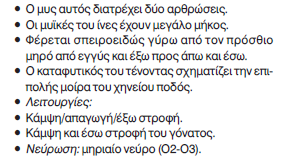 • Ο μυς αυτός διατρέχει δύο αρθρώσεις.
• Οι μυϊκές του ίνες έχουν μεγάλο μήκος.
• Φέρεται σπειροειδώς γύρω από τον πρόσθιο
μηρό από εγγύς και έξω προς άπω και έσω.
• Ο καταφυτικός του τένοντας σχηματίζει την επι-
πολής μοίρα του χηνείου ποδός.
• Λειτουργίες:
• Κάμψη/απαγωγή/έξω στροφή.
• Κάμψη και έσω στροφή του γόνατος.
• Νεύρωση: μηριαίο νεύρο (Ο2-Ο3).